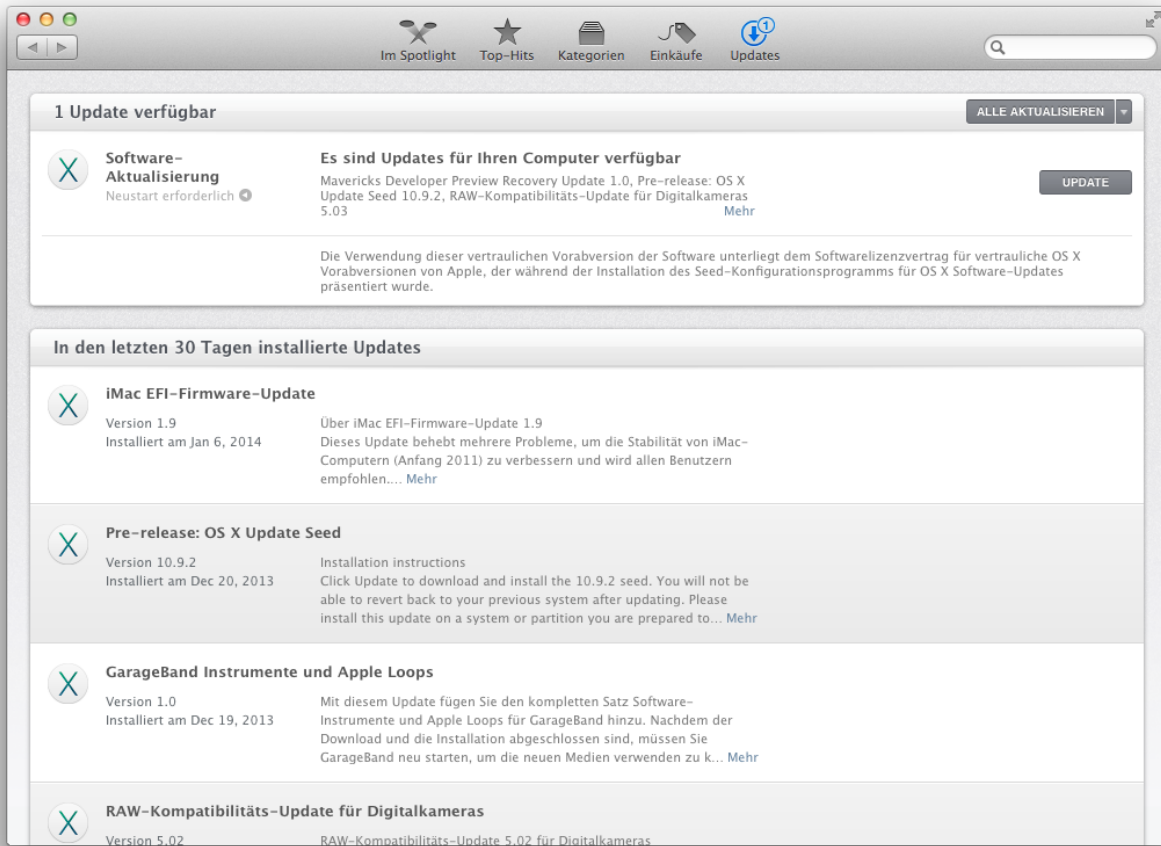 1
Im Spotlight Top-Hits Kategorien Einkäufe Updates
1 Update verfügbar
ALLE AKTUALISIEREN
Software-
Aktualisierung
Neustart erforderlich
Es sind Updates für Ihren Computer verfügbar
Mavericks Developer Preview Recovery Update 1.0, Pre-release: OS X
Update Seed 10.9.2, RAW-Kompatibilitäts-Update für Digitalkameras
5.03 Mehr
UPDATE
Die Verwendung dieser vertraulichen Vorabversion der Software unterliegt dem Softwarelizenzvertrag für vertrauliche OS X
Vorabversionen von Apple, der während der Installation des Seed-Konfigurationsprogramms für OS X Software-Updates
präsentiert wurde.
In den letzten 30 Tagen installierte Updates
iMac EFI-Firmware-Update
Version 1.9
Installiert am Jan 6, 2014
Über iMac EFI-Firmware-Update 1.9
Dieses Update behebt mehrere Probleme, um die Stabilität von iMac-
Computern (Anfang 2011) zu verbessern und wird allen Benutzern
empfohlen.... Mehr
Pre-release: OS X Update Seed
Version 10.9.2
Installiert am Dec 20, 2013
Installation instructions
Click Update to download and install the 10.9.2 seed. You will not be
able to revert back to your previous system after updating. Please
install this update on a system or partition you are prepared to... Mehr
GarageBand Instrumente und Apple Loops
Version 1.0
Installiert am Dec 19, 2013
Mit diesem Update fügen Sie den kompletten Satz Software-
Instrumente und Apple Loops für GarageBand hinzu. Nachdem der
Download und die Installation abgeschlossen sind, müssen Sie
GarageBand neu starten, um die neuen Medien verwenden zu k... Mehr
RAW-Kompatibilitäts-Update für Digitalkameras
Version 5.02
RAW-Kompatibilitäts-Update 5.02 für Digitalkameras